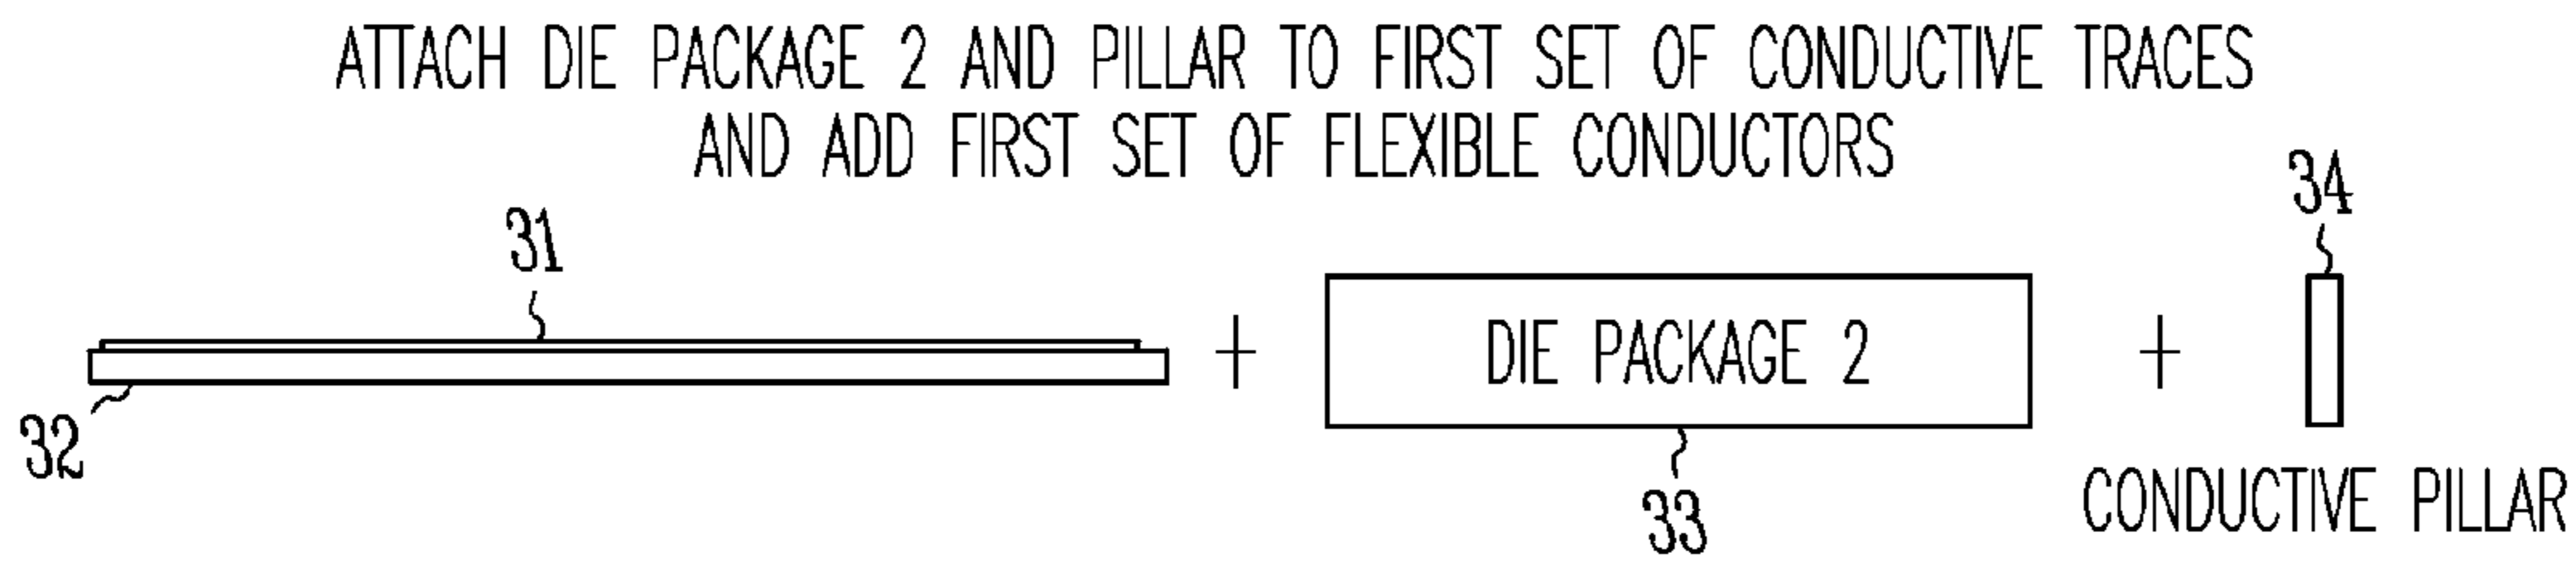 ATTACH DIE PACKAGE 2 AND PILLAR TO FIRST SET OF CONDUCTIVE TRACES
AND ADD FIRST SET OF FLEXIBLE CONDUCTORS
34
31
+
DIE PACKAGE 2
+
32
33
CONDUCTIVE PILLAR